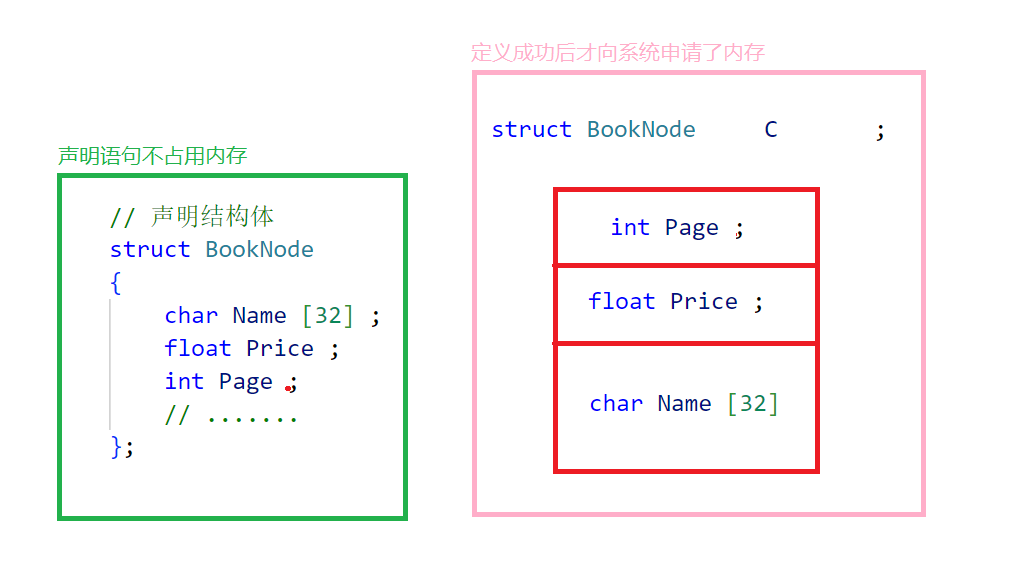 声明语句不占用内存
// 声明结构体
struct BookNode
{
char Name [32] ;
float Price ;
int Page ;
// .......
};
定义成功后才向系统申请了内存
struct BookNode C ;
int Page ;
float Price ;
char Name [32]